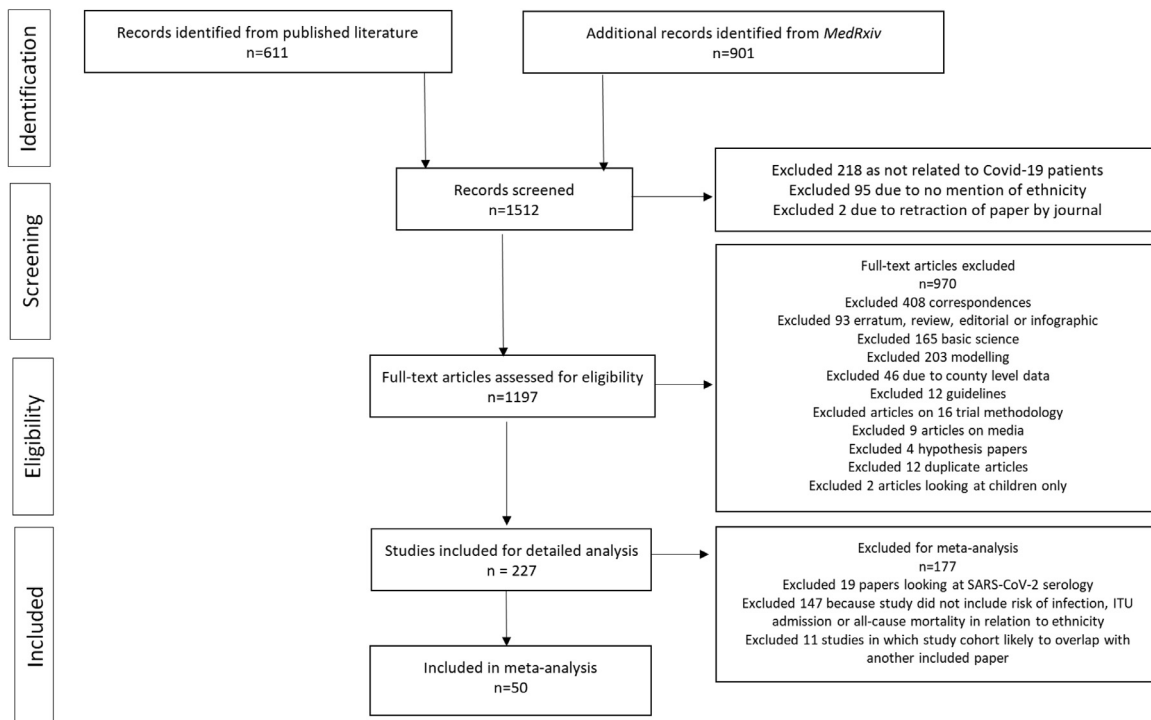 Identification
Records identified from published literature
n=611
Additional records identified from MedRxiv
n=901
Screening
Records screened
n=1512
Excluded 218 as not related to Covid-19 patients
Excluded 95 due to no mention of ethnicity
Excluded 2 due to retraction of paper by journal
Eligibility
Full-text articles assessed for eligibility
n=1197
Full-text articles excluded
n=970
Excluded 408 correspondences
Excluded 93 erratum, review, editorial or infographic
Excluded 165 basic science
Excluded 203 modelling
Excluded 46 due to county level data
Excluded 12 guidelines
Excluded articles on 16 trial methodology
Excluded 9 articles on media
Excluded 4 hypothesis papers
Excluded 12 duplicate articles
Excluded 2 articles looking at children only
Included
Studies included for detailed analysis
n = 227
Excluded for meta-analysis
n=177
Excluded 19 papers looking at SARS-CoV-2 serology
Excluded 147 because study did not include risk of infection, ITU
admission or all-cause mortality in relation to ethnicity
Excluded 11 studies in which study cohort likely to overlap with
another included paper
Included in meta-analysis
n=50